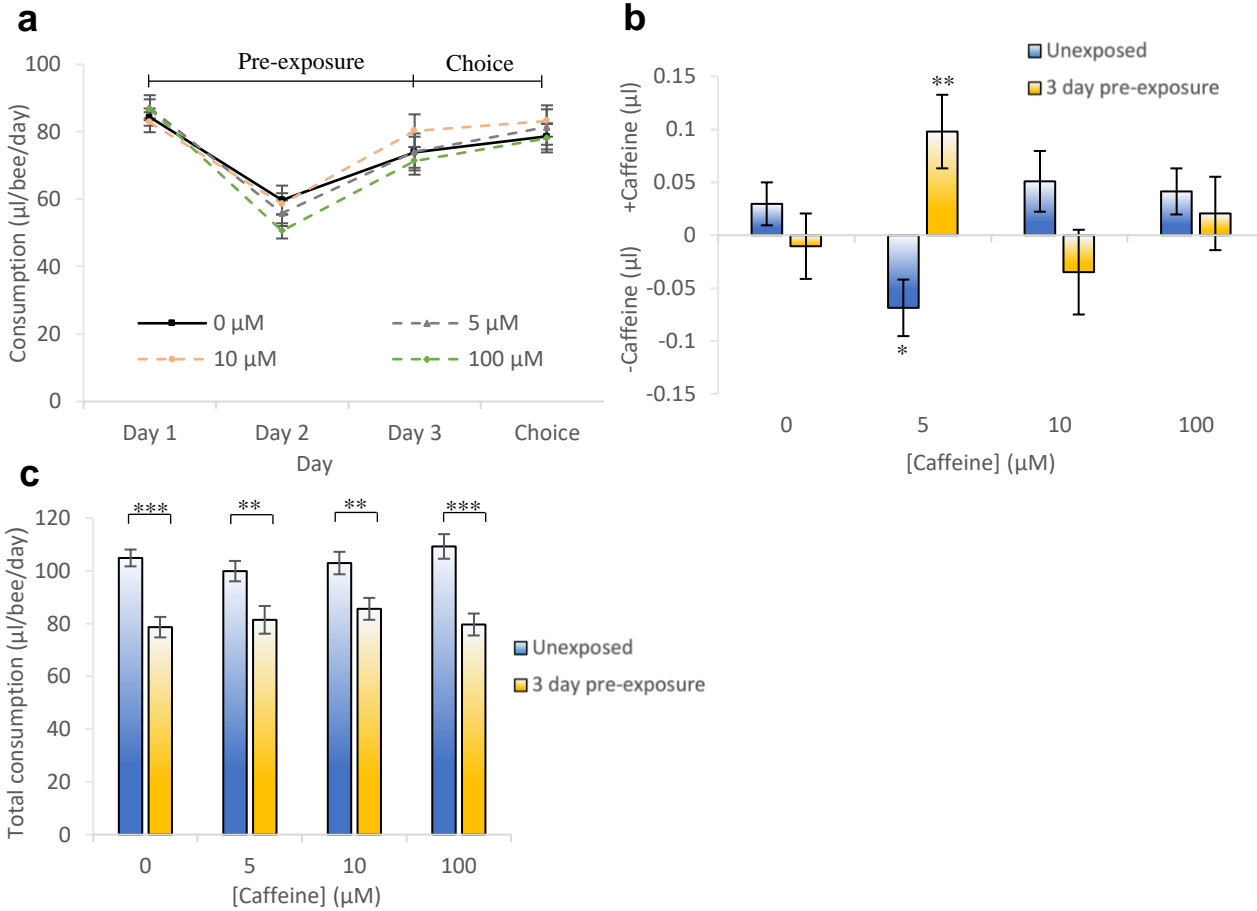 a
Pre-exposure
Choice
Consumption (μl/bee/day)
100
80
60
40
20
0
0 μM
5 μM
10 μM
100 μM
Day 1
Day 2
Day 3
Choice
Day
b
Unexposed
3 day pre-exposure
-Caffeine (μl)
+Caffeine (μl)
0.15
0.1
0.05
0
-0.05
-0.1
-0.15
**
*
0
5
10
100
[Caffeine] (μM)
c
Total consumption (μl/bee/day)
120
100
80
60
40
20
0
***
**
**
***
Unexposed
3 day pre-exposure
0
5
10
100
[Caffeine] (μM)